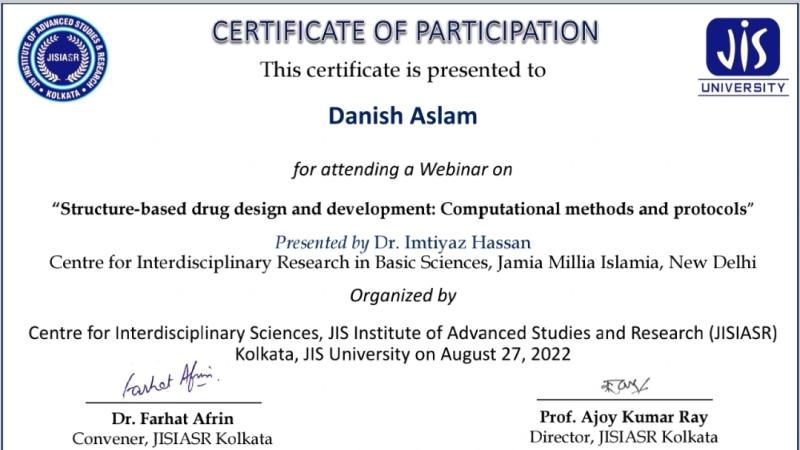 JIS INSTITUTE OF ADVANCED STUDIES & RESEARCH
JISIASR
KOLKATA
CERTIFICATE OF PARTICIPATION
JIS
UNIVERSITY
This certificate is presented to
Danish Aslam
for attending a Webinar on
“Structure-based drug design and development: Computational methods and protocols”
Presented by Dr. Imtiyaz Hassan
Centre for Interdisciplinary Research in Basic Sciences, Jamia Millia Islamia, New Delhi
Organized by
Centre for Interdisciplinary Sciences, JIS Institute of Advanced Studies and Research (JISIASR)
Kolkata, JIS University on August 27, 2022
Farhat Afrin.
Dr. Farhat Afrin
Convener, JISIASR Kolkata
Prof. Ajoy Kumar Ray
Director, JISIASR Kolkata